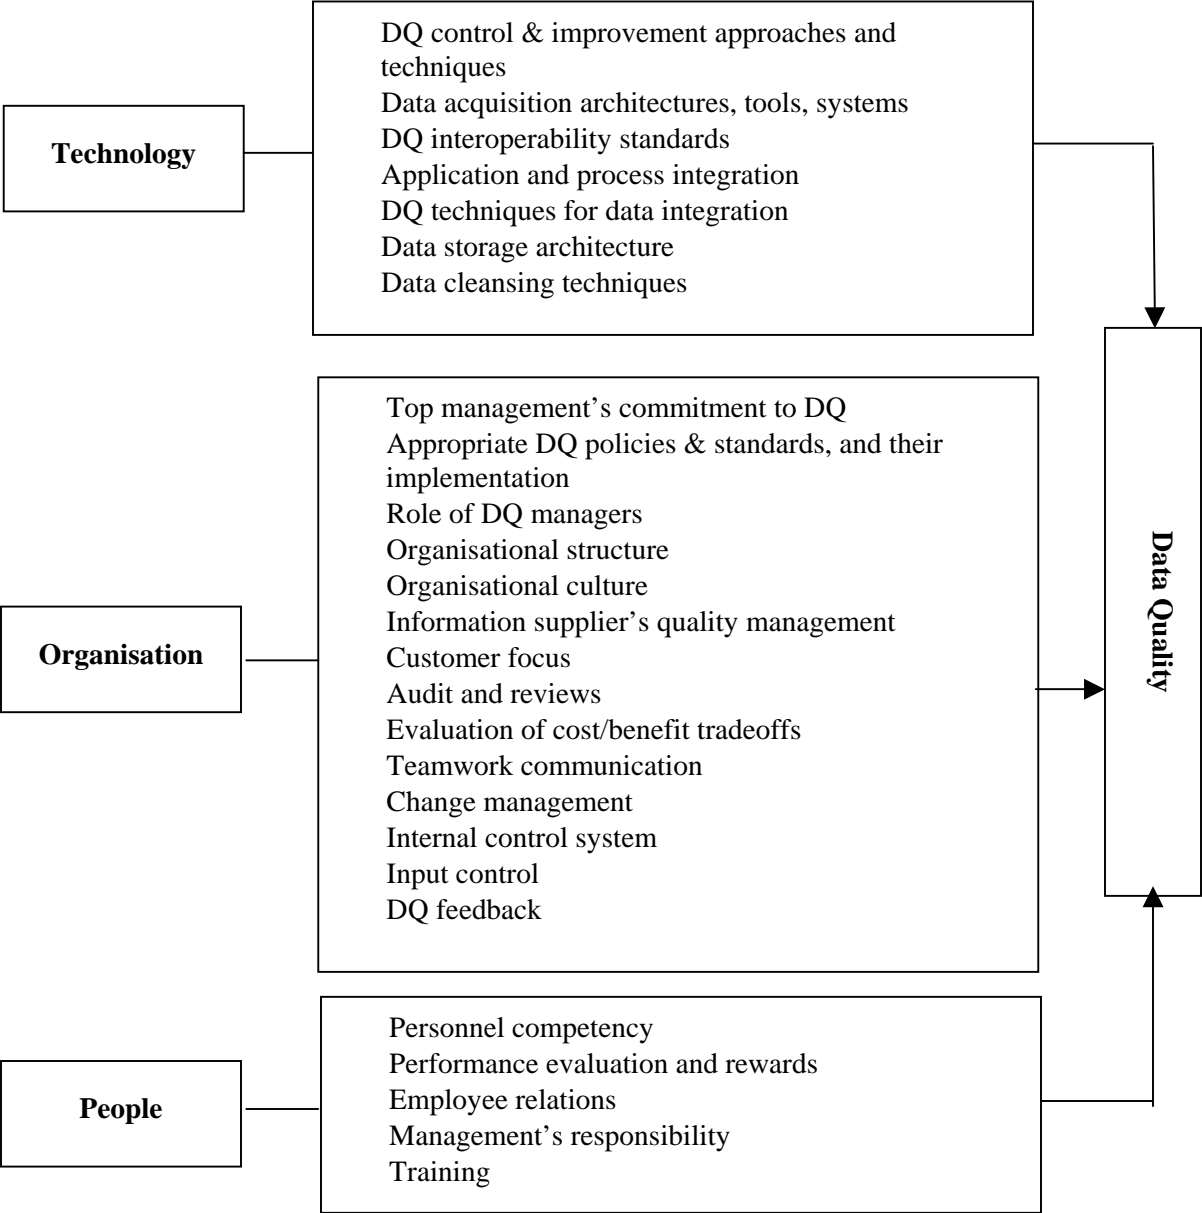 Technology
DQ control & improvement approaches and
techniques
Data acquisition architectures, tools, systems
DQ interoperability standards
Application and process integration
DQ techniques for data integration
Data storage architecture
Data cleansing techniques
Organisation
Top management’s commitment to DQ
Appropriate DQ policies & standards, and their
implementation
Role of DQ managers
Organisational structure
Organisational culture
Information supplier’s quality management
Customer focus
Audit and reviews
Evaluation of cost/benefit tradeoffs
Teamwork communication
Change management
Internal control system
Input control
DQ feedback
People
Personnel competency
Performance evaluation and rewards
Employee relations
Management’s responsibility
Training
Data Quality